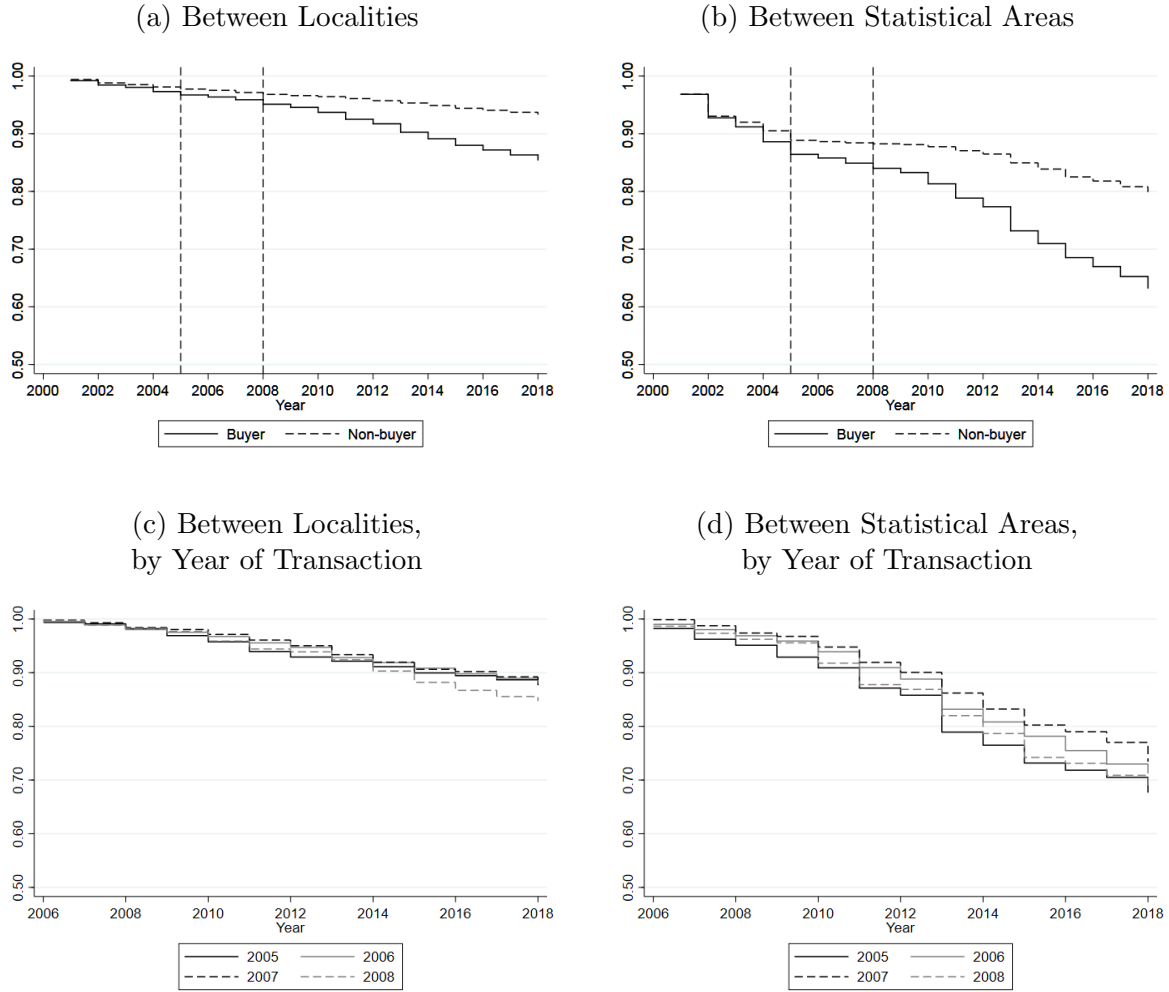 (a) Between Localities
1.00
0.90
0.80
0.70
0.60
0.50
2000 2002 2004 2006 2008 2010 2012 2014 2016 2018
Year
Buyer Non-buyer
(b) Between Statistical Areas
1.00
0.90
0.80
0.70
0.60
0.50
2000 2002 2004 2006 2008 2010 2012 2014 2016 2018
Year
Buyer Non-buyer
(c) Between Localities,
by Year of Transaction
1.00
0.90
0.80
0.70
0.60
0.50
2006 2008 2010 2012 2014 2016 2018
Year
2005 2006
2007 2008
(d) Between Statistical Areas,
by Year of Transaction
1.00
0.90
0.80
0.70
0.60
0.50
2006 2008 2010 2012 2014 2016 2018
Year
2005 2006
2007 2008